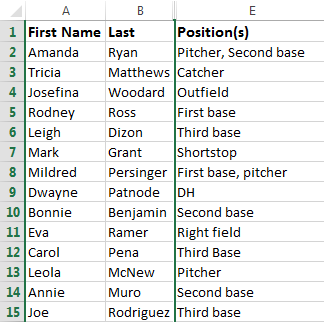 A B E
1 First Name Last Position(s)
2 Amanda Ryan Pitcher, Second base
3 Tricia Matthews Catcher
4 Josefina Woodard Outfield
5 Rodney Ross First base
6 Leigh Dizon Third base
7 Mark Grant Shortstop
8 Mildred Persinger First base, pitcher
9 Dwayne Patnode DH
10 Bonnie Benjamin Second base
11 Eva Ramer Right field
12 Carol Pena Third Base
13 Leola McNew Pitcher
14 Annie Muro Second base
15 Joe Rodriguez Third base